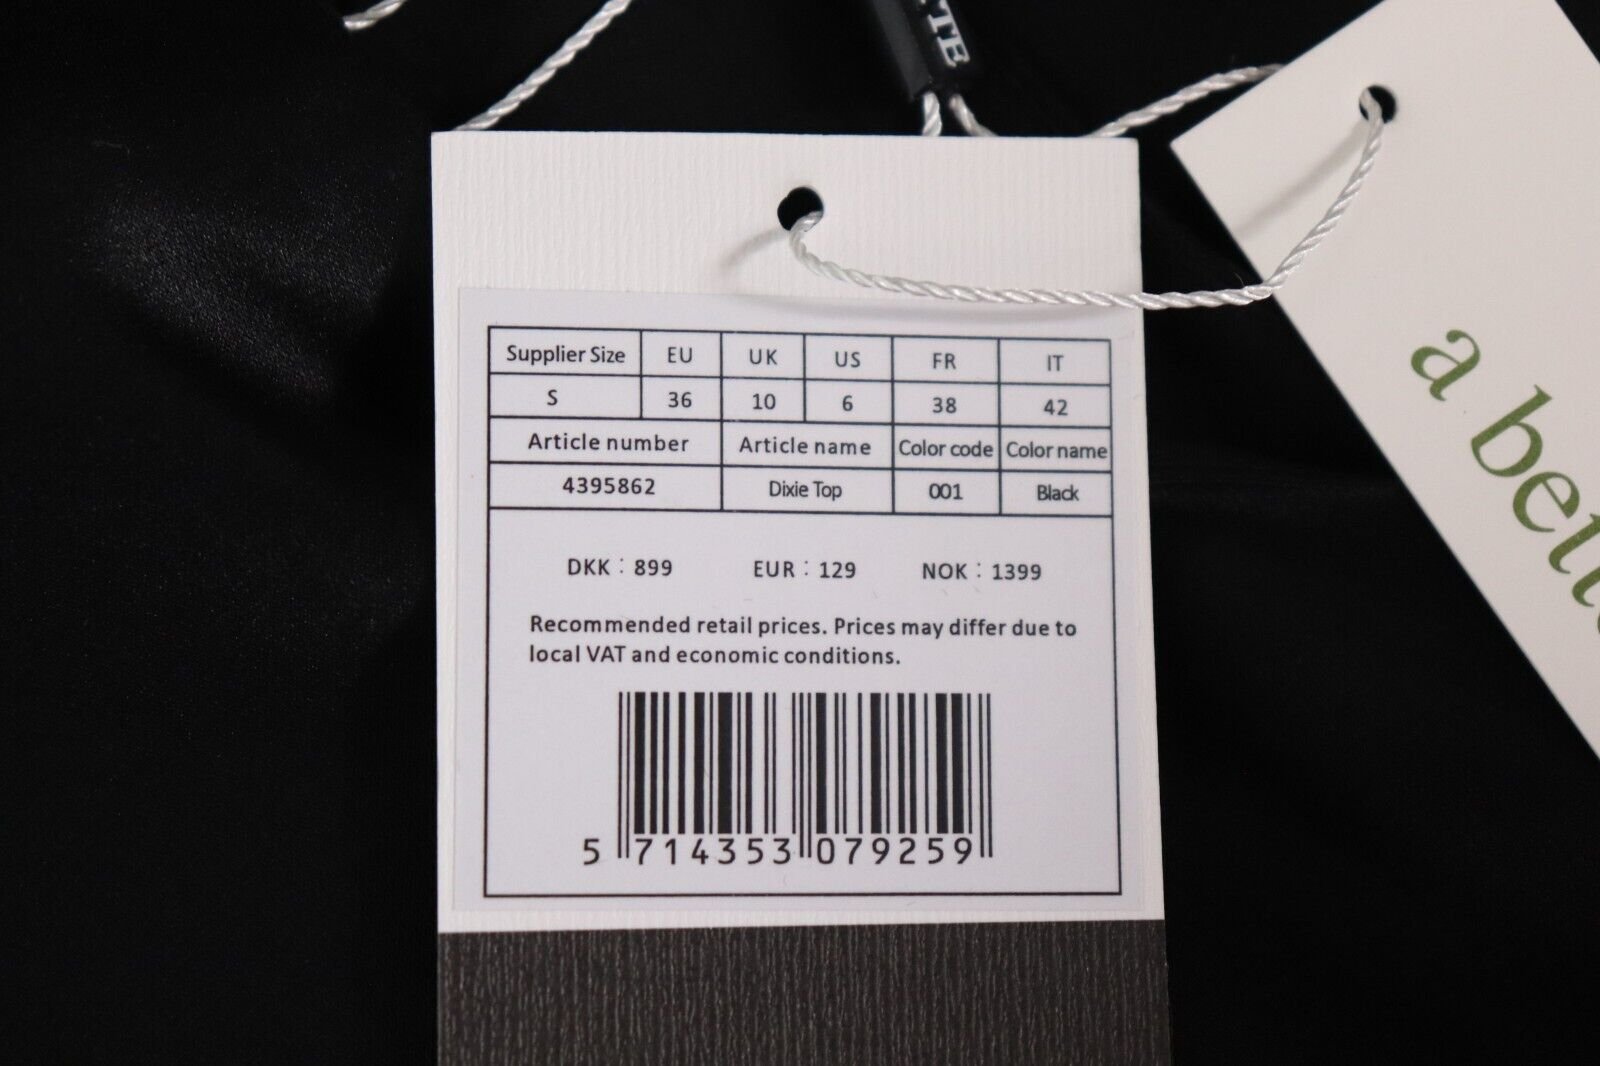 Supplier Size EU UK US FR IT
S 36 10 6 38 42
Article number Article name Color code Color name
4395862 Dixie Top 001 Black
DKK : 899 EUR : 129 NOK : 1399
Recommended retail prices. Prices may differ due to
local VAT and economic conditions.
5 714353 079259
a